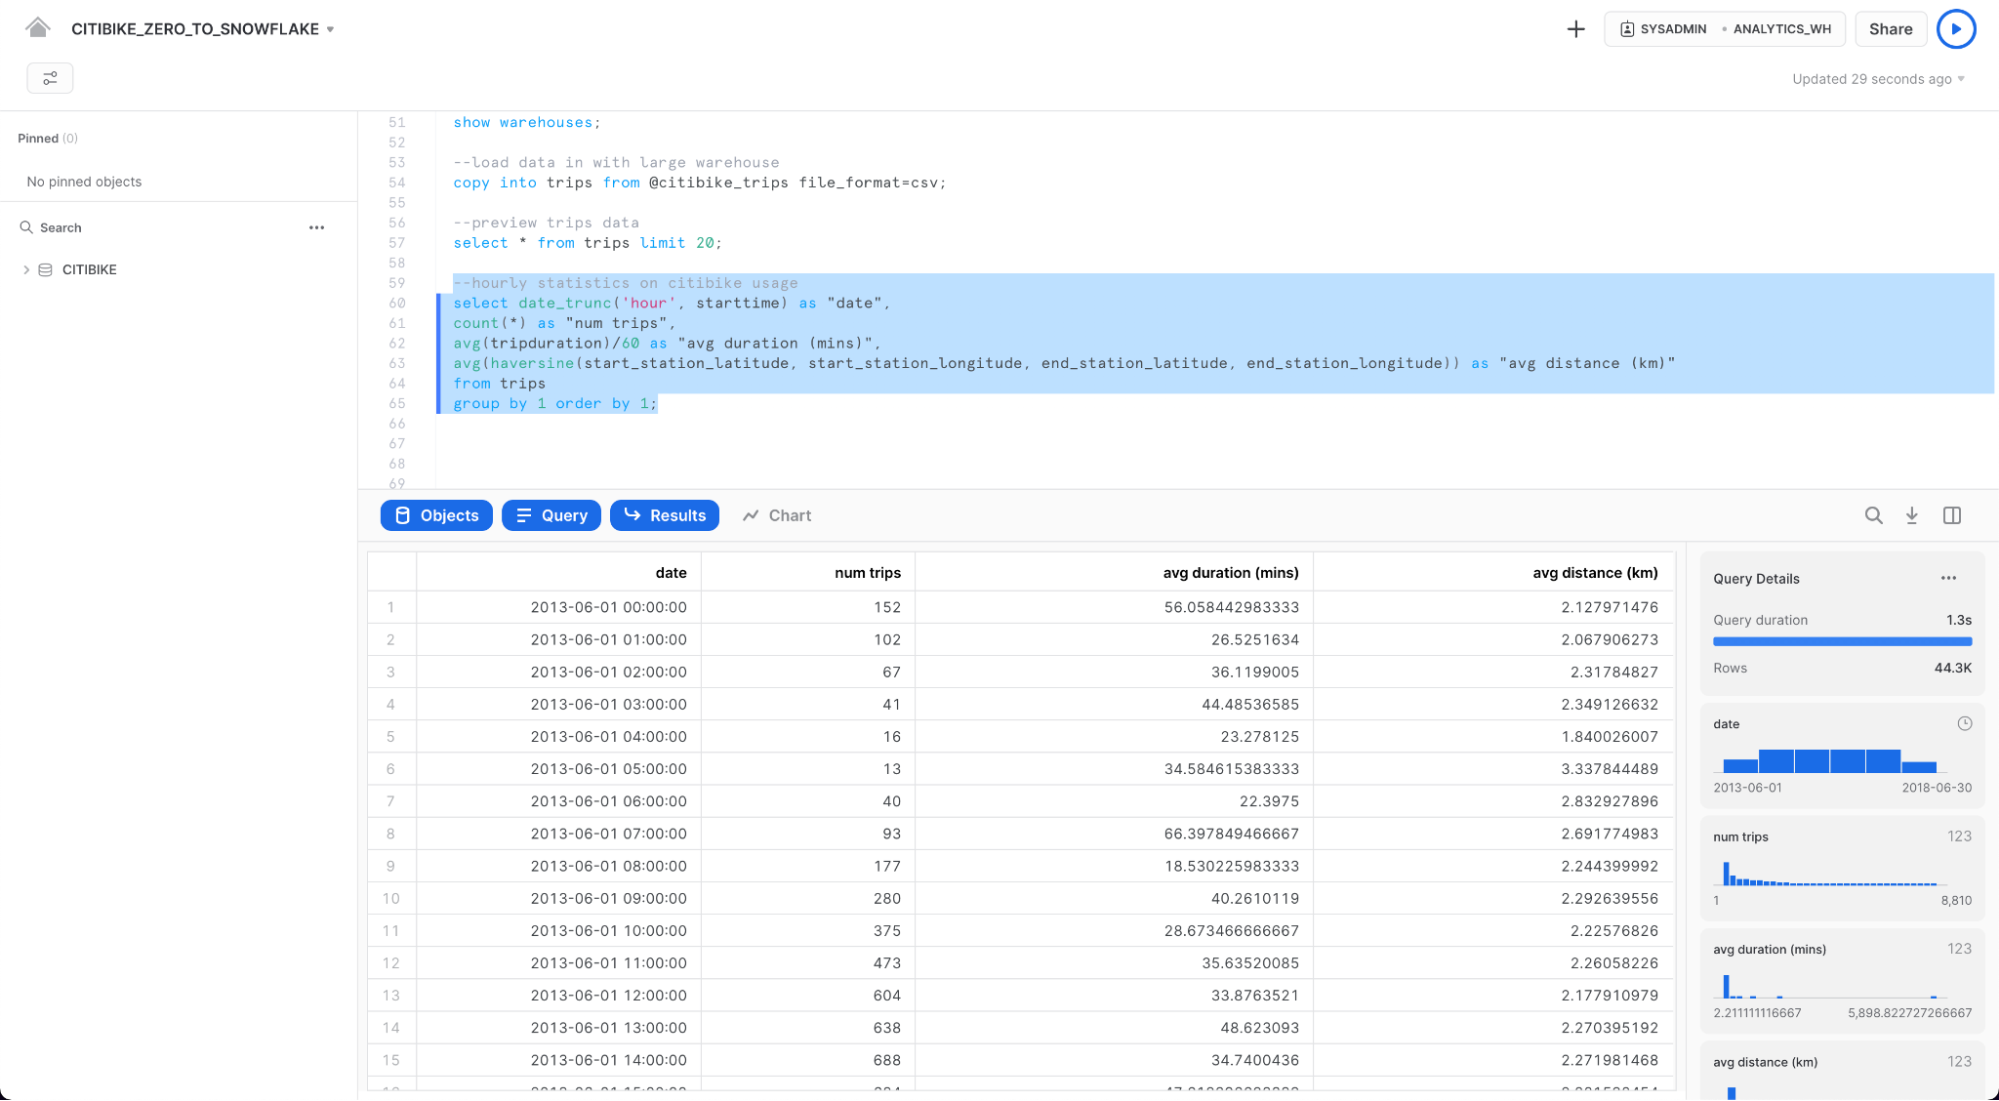 CITIBIKE_ZERO_TO_SNOWFLAKE
SYSADMIN • ANALYTICS_WH
Share
Updated 29 seconds ago
Pinned (0)
No pinned objects
Search
CITIBIKE
51 show warehouses;
52
53 --load data in with large warehouse
54 copy into trips from @citibike_trips file_format=csv;
55
56 --preview trips data
57 select * from trips limit 20;
58
59 --hourly statistics on citibike usage
60 select date_trunc('hour', starttime) as "date",
61 count(*) as "num trips",
62 avg(tripduration)/60 as "avg duration (mins)",
63 avg(haversine(start_station_latitude, start_station_longitude, end_station_latitude, end_station_longitude)) as "avg distance (km)"
64 from trips
65 group by 1 order by 1;
66
67
68
69
Objects Query Results Chart
date num trips avg duration (mins) avg distance (km)
1 2013-06-01 00:00:00 152 56.058442983333 2.127971476
2 2013-06-01 01:00:00 102 26.5251634 2.067906273
3 2013-06-01 02:00:00 67 36.1199005 2.31784827
4 2013-06-01 03:00:00 41 44.48536585 2.349126632
5 2013-06-01 04:00:00 16 23.278125 1.840026007
6 2013-06-01 05:00:00 13 34.584615383333 3.337844489
7 2013-06-01 06:00:00 40 22.3975 2.832927896
8 2013-06-01 07:00:00 93 66.397849466667 2.691774983
9 2013-06-01 08:00:00 177 18.530225983333 2.244399992
10 2013-06-01 09:00:00 280 40.2610119 2.292639556
11 2013-06-01 10:00:00 375 28.673466666667 2.22576826
12 2013-06-01 11:00:00 473 35.63520085 2.26058226
13 2013-06-01 12:00:00 604 33.8763521 2.177910979
14 2013-06-01 13:00:00 638 48.623093 2.270395192
15 2013-06-01 14:00:00 688 34.7400436 2.271981468
Query Details
Query duration 1.3s
Rows 44.3K
date
2013-06-01 2018-06-30
num trips 123
1 8,810
avg duration (mins) 123
2.211111116667 5,898.822727266667
avg distance (km) 123